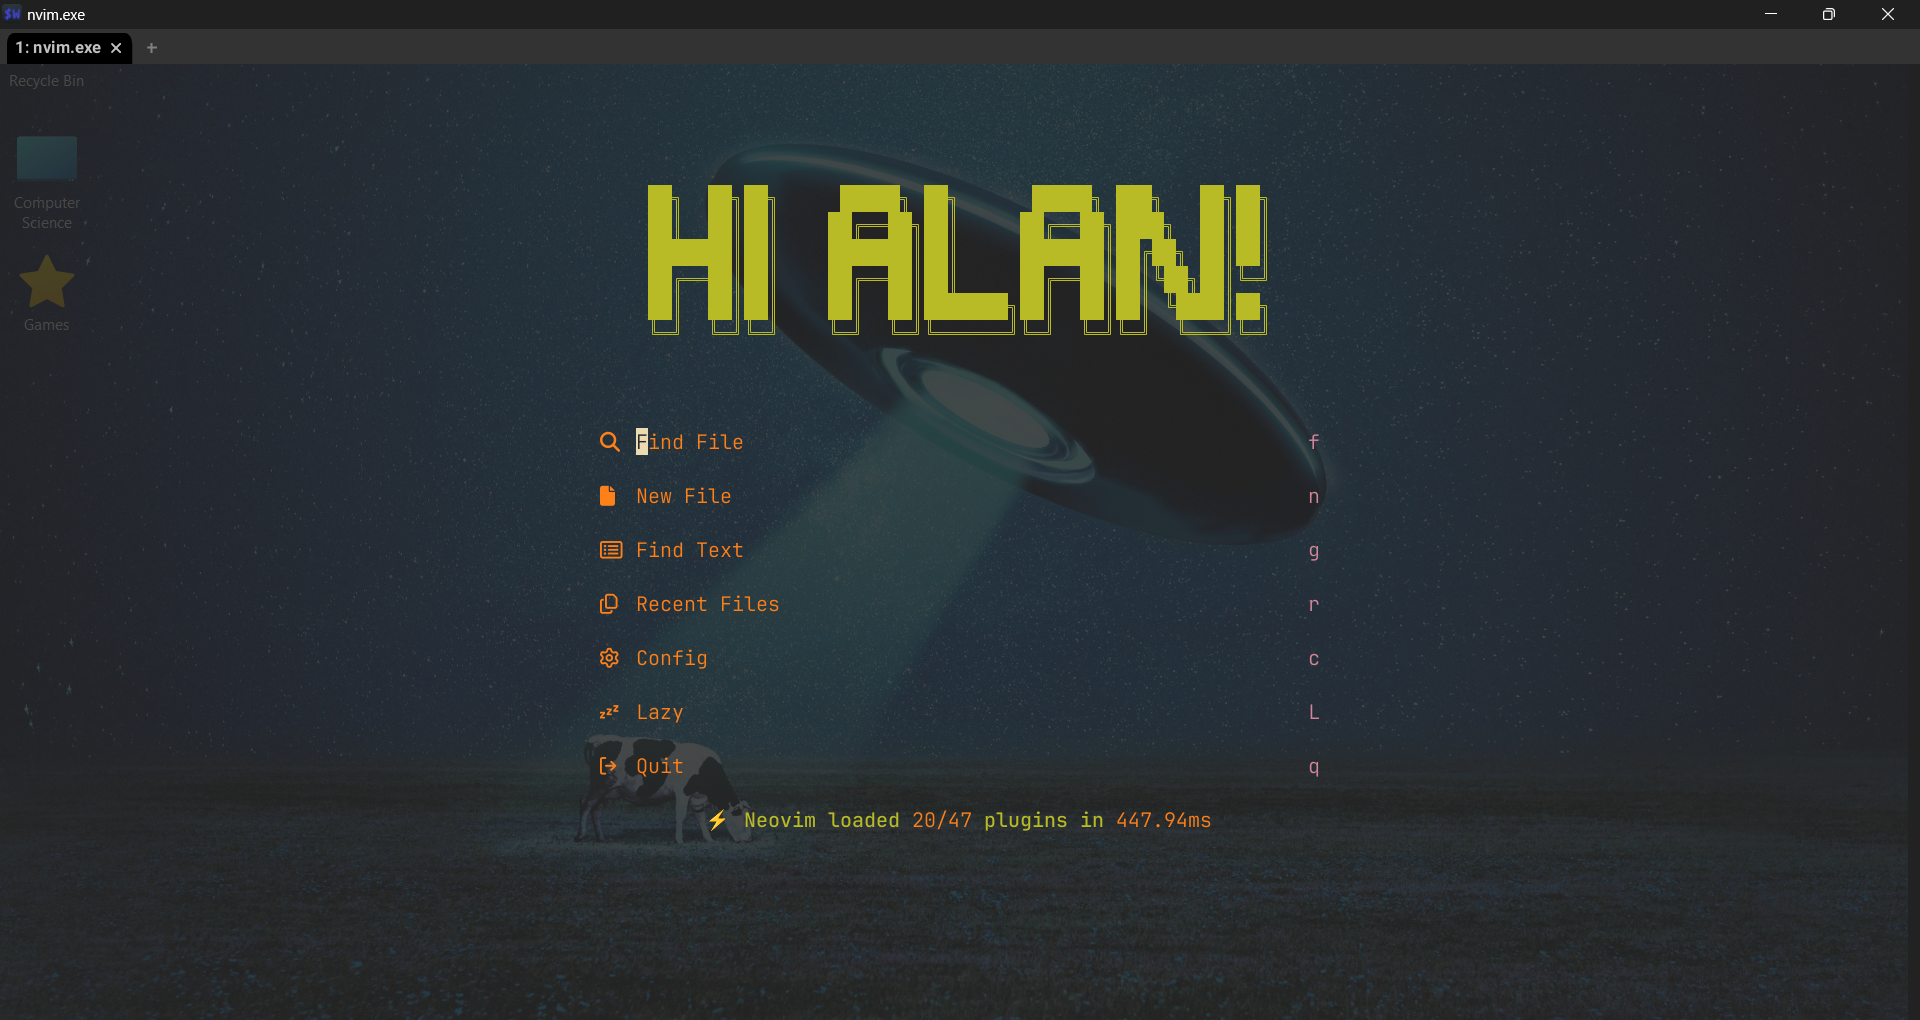 nvim.exe
1: nvim.exe
Recycle Bin
Computer
Science
Games
HI ALAN!
Find File f
New File n
Find Text g
Recent Files r
Config c
Lazy L
Quit q
⚡ Neovim loaded 20/47 plugins in 447.94ms